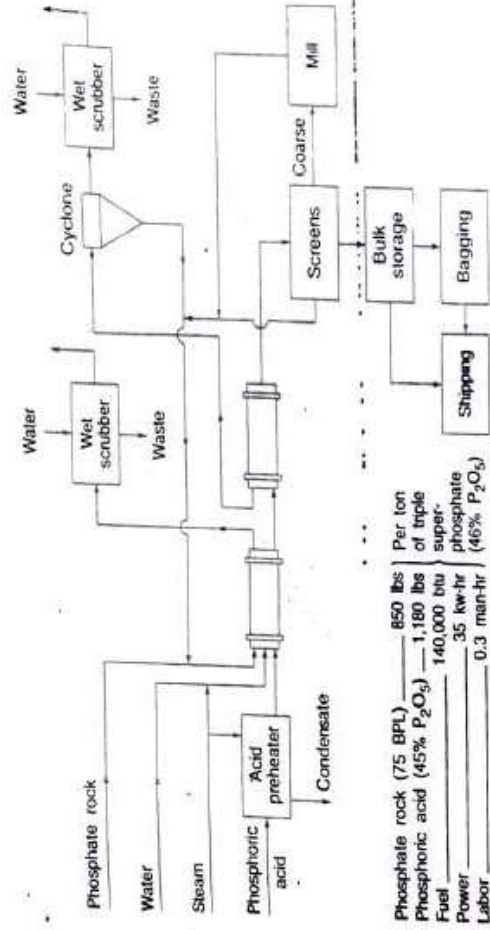 Water
Wet
scrubber
Waste
Cyclone
Water
Wet
scrubber
Waste
Mill
Coarse
Screens
Bulk
storage
Bagging
Shipping
Phosphate rock
Water
Steam
Phosphoric
acid
Acid
preheater
Condensate
Phosphate rock (75 BPL) 850 lbs
Phosphoric acid (45% P₂O₅) 1,180 lbs
Fuel 140,000 btu
Power 35 kw-hr
Labor 0.3 man-hr
Per ton
of triple
super-
phosphate
(46% P₂O₅)